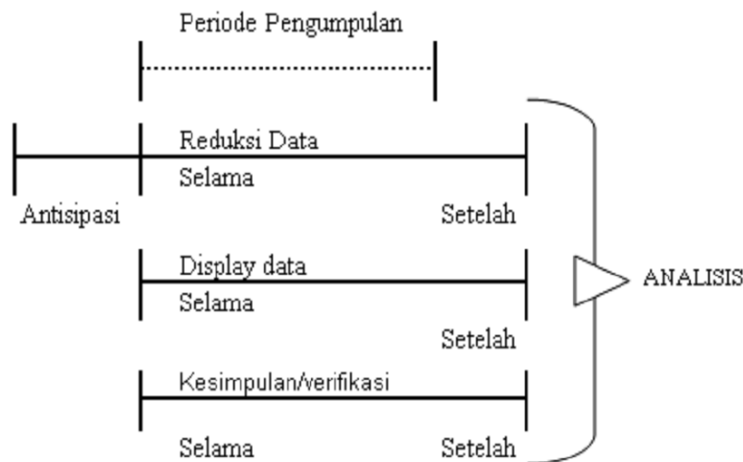 Periode Pengumpulan
Reduksi Data
Selama
Antisipasi
Setelah
Display data
Selama
Setelah
ANALISIS
Kesimpulan/verifikasi
Selama
Setelah